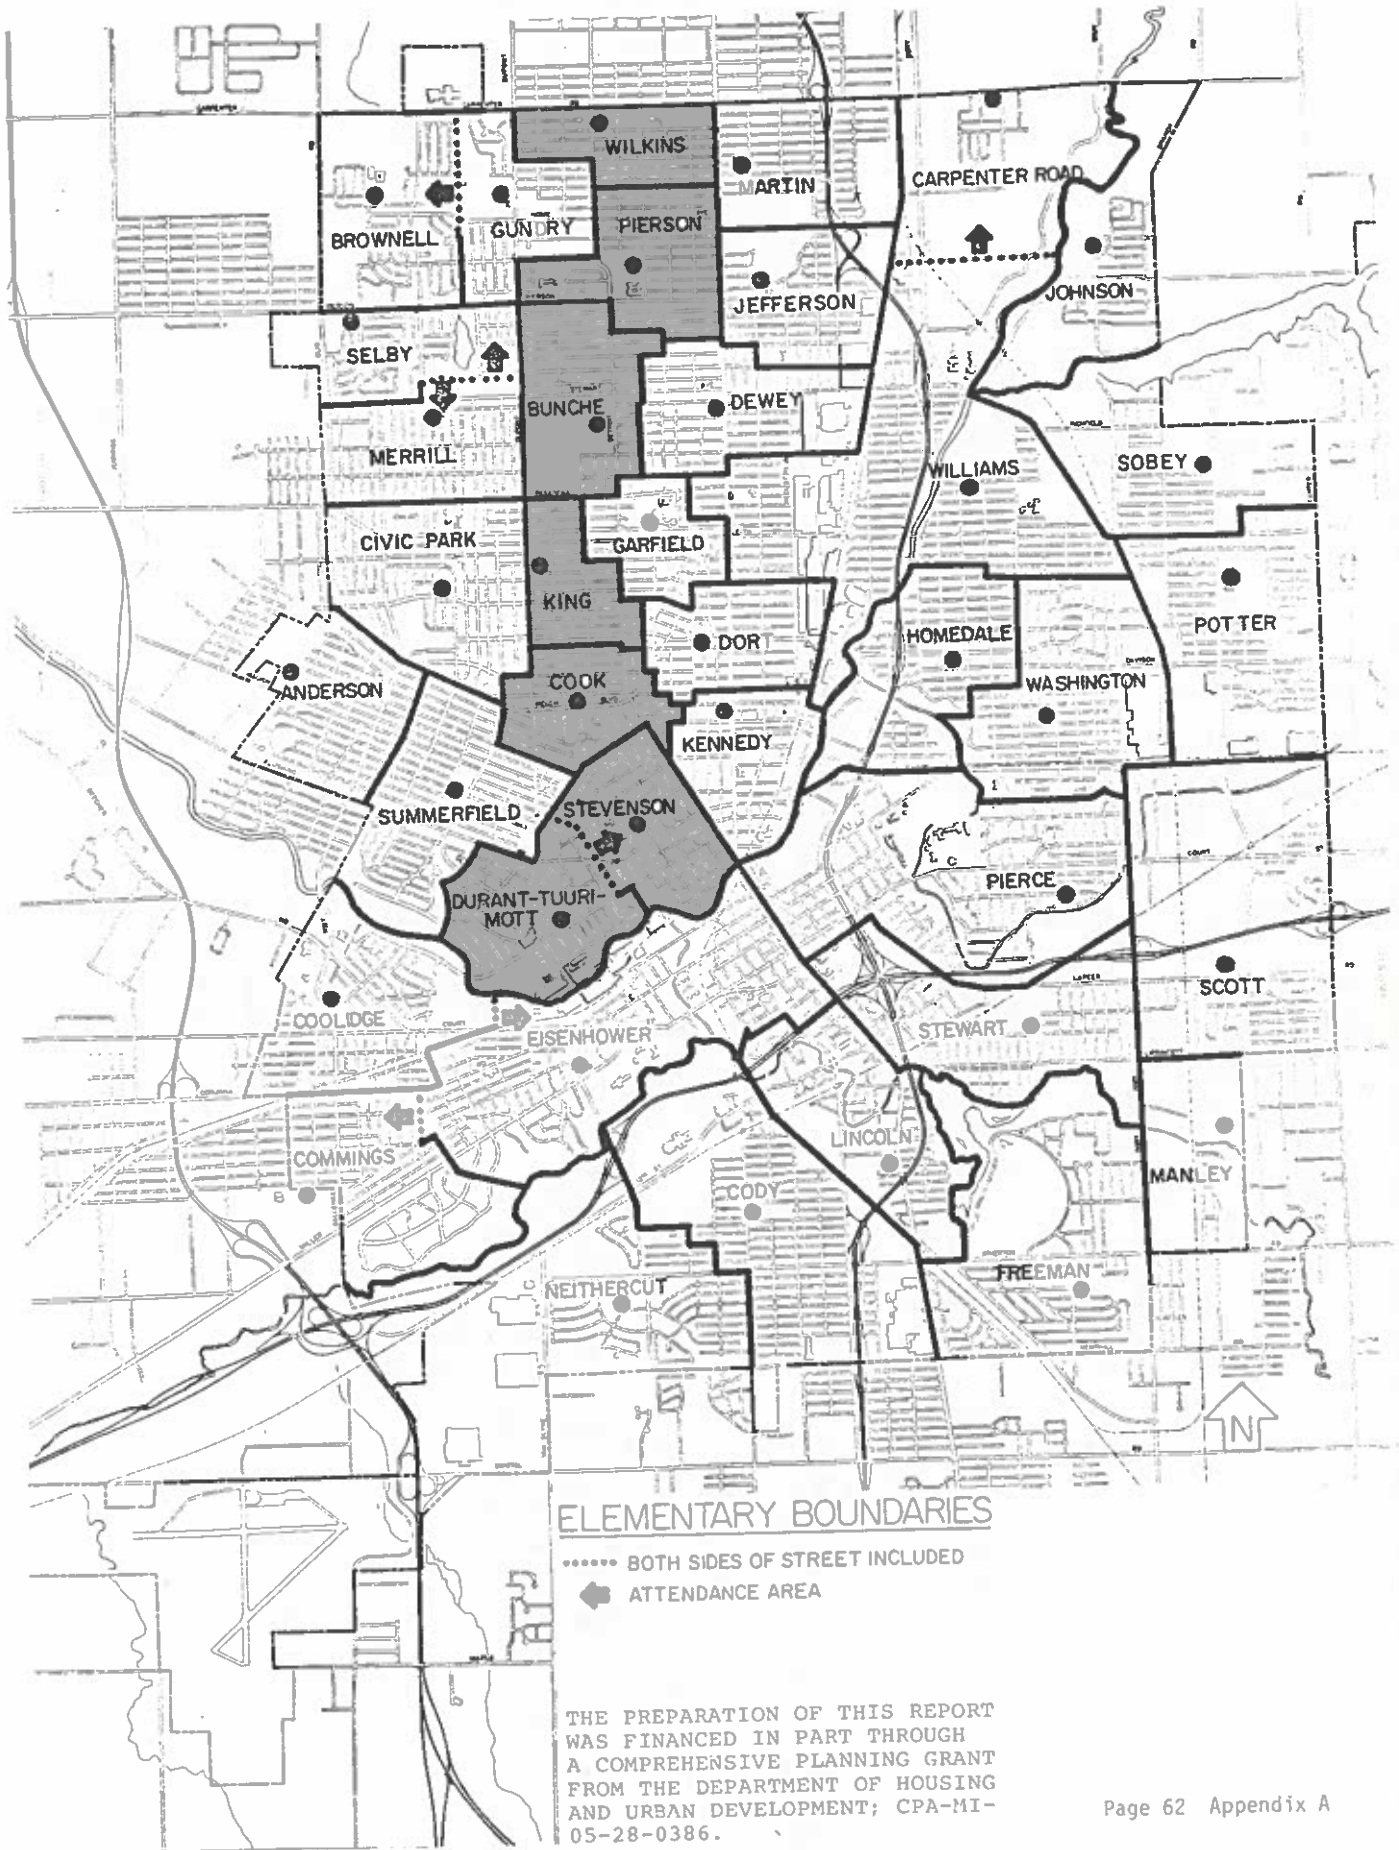 CARPENTER
WILKINS
MARTIN
CARPENTER ROAD
BROWNELL
GUNDRY
PIERSON
JEFFERSON
JOHNSON
SELBY
BUNCHE
DEWEY
MERRILL
WILLIAMS
SOBEY
CIVIC PARK
GARFIELD
KING
DORT
HOMEDALE
POTTER
ANDERSON
COOK
WASHINGTON
KENNEDY
SUMMERFIELD
STEVENSON
COURT
PIERCE
DURANT-TUURI-
MOTT
SCOTT
LAPEER
COOLIDGE
COURT
EISENHOWER
STEWART
COMMINGS
LINCOLN
MANLEY
CODY
NEITHERCUT
FREEMAN
N
ELEMENTARY BOUNDARIES
BOTH SIDES OF STREET INCLUDED
ATTENDANCE AREA
THE PREPARATION OF THIS REPORT
WAS FINANCED IN PART THROUGH
A COMPREHENSIVE PLANNING GRANT
FROM THE DEPARTMENT OF HOUSING
AND URBAN DEVELOPMENT; CPA-MI-
05-28-0386.
Page 62 Appendix A